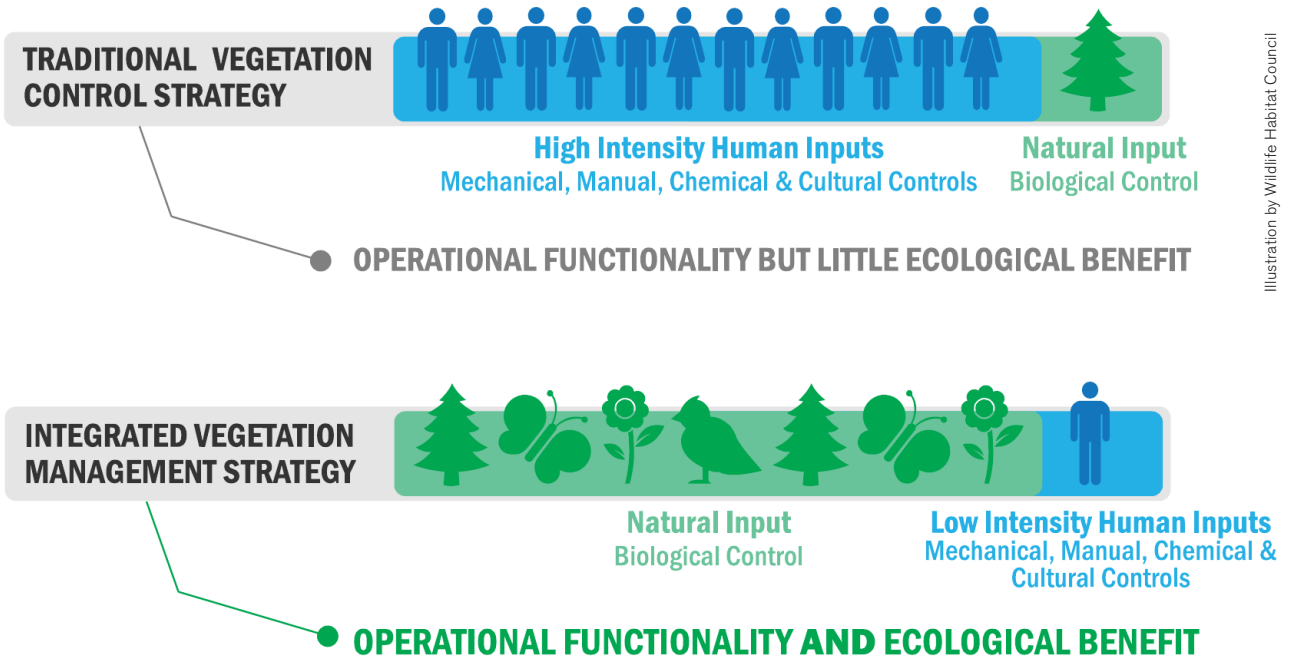 TRADITIONAL VEGETATION
CONTROL STRATEGY
High Intensity Human Inputs
Mechanical, Manual, Chemical & Cultural Controls
Natural Input
Biological Control
OPERATIONAL FUNCTIONALITY BUT LITTLE ECOLOGICAL BENEFIT
Illustration by Wildlife Habitat Council
INTEGRATED VEGETATION
MANAGEMENT STRATEGY
Natural Input
Biological Control
Low Intensity Human Inputs
Mechanical, Manual, Chemical &
Cultural Controls
OPERATIONAL FUNCTIONALITY AND ECOLOGICAL BENEFIT